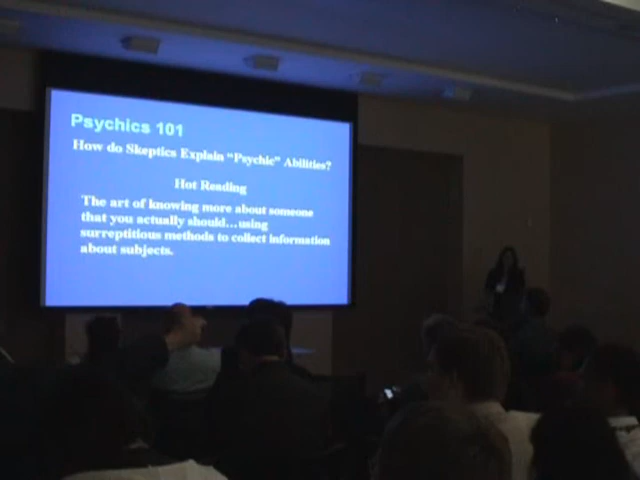 Psychics 101
How do Skeptics Explain "Psychic" Abilities?
Hot Reading
The art of knowing more about someone
that you actually should...using
surreptitious methods to collect information
about subjects.